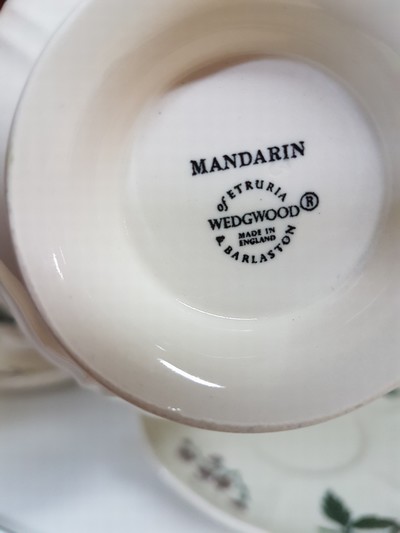 MANDARIN
of ETRURIA
WEDGWOOD®
MADE IN
ENGLAND
& BARLASTON